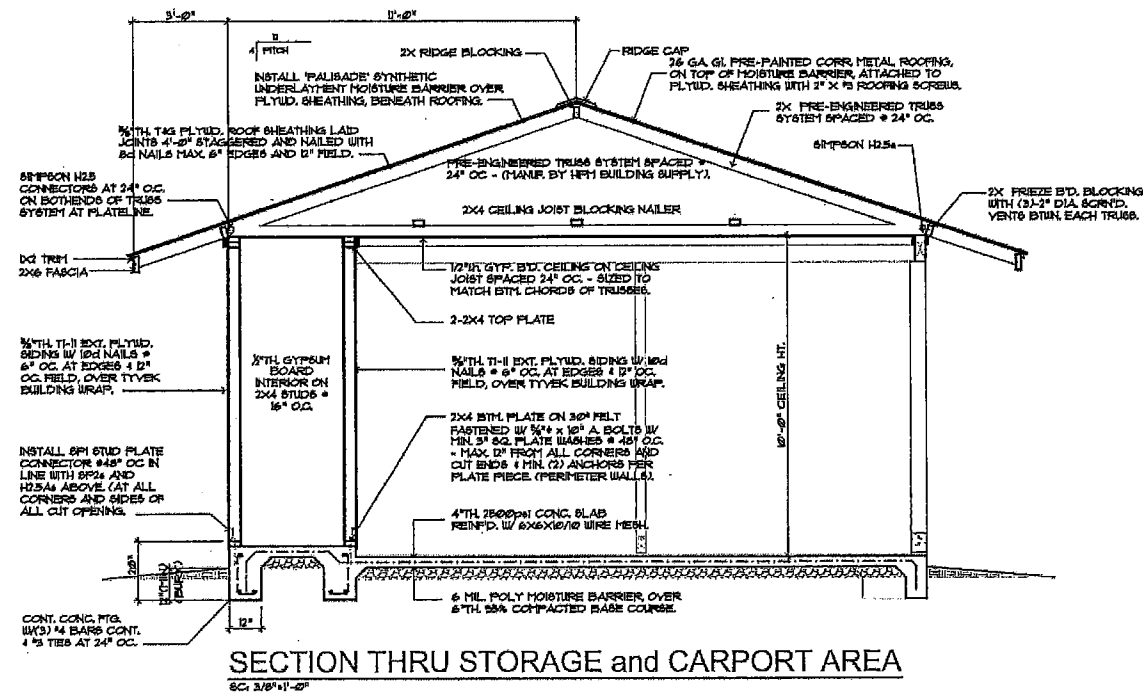 3'-0"
11'-0"
12
4
PITCH
2X RIDGE BLOCKING
RIDGE CAP
26 GA. GI. PRE-PAINTED CORR. METAL ROOFING,
ON TOP OF MOISTURE BARRIER, ATTACHED TO
PLYWD. SHEATHING WITH 2" X #9 ROOFING SCREWS.
INSTALL 'PALISADE' SYNTHETIC
UNDERLAYMENT MOISTURE BARRIER OVER
PLYWD. SHEATHING, BENEATH ROOFING.
2X PRE-ENGINEERED TRUSS
SYSTEM SPACED @ 24" OC.
5/8"TH. T&G PLYWD. ROOF SHEATHING LAID
JOINTS 4'-0" STAGGERED AND NAILED WITH
8d NAILS MAX. 6" EDGES AND 12" FIELD.
SIMPSON H2.5a
PRE-ENGINEERED TRUSS SYSTEM SPACED @
24" OC - (MANUF. BY HPM BUILDING SUPPLY).
SIMPSON H2.5
CONNECTORS AT 24" O.C.
ON BOTHENDS OF TRUSS
SYSTEM AT PLATELINE.
2X FRIEZE B'D. BLOCKING
WITH (3)-2" DIA. SCRN'D.
VENTS BTWN. EACH TRUSS.
2X4 CEILING JOIST BLOCKING NAILER
1X2 TRIM
2X6 FASCIA
1/2"th. GYP. B'D. CEILING ON CEILING
JOIST SPACED 24" OC. - SIZED TO
MATCH BTM. CHORDS OF TRUSSES.
2-2X4 TOP PLATE
5/8"TH. T1-11 EXT. PLYWD.
SIDING W/ 10d NAILS @
6" OC. AT EDGES & 12"
OC. FIELD, OVER TYVEK
BUILDING WRAP.
1/2"TH. GYPSUM
BOARD
INTERIOR ON
2X4 STUDS @
16" O.C.
5/8"TH. T1-11 EXT. PLYWD. SIDING W/ 10d
NAILS @ 6" OC. AT EDGES & 12" OC.
FIELD, OVER TYVEK BUILDING WRAP.
10'-0" CEILING HT.
2X4 BTM. PLATE ON 30# FELT
FASTENED W/ 5/8"φ x 10" A. BOLTS W/
MIN. 3" SQ. PLATE WASHES @ 48" O.C.
- MAX. 12" FROM ALL CORNERS AND
CUT ENDS & MIN. (2) ANCHORS PER
PLATE PIECE. (PERIMETER WALLS).
INSTALL SP1 STUD PLATE
CONNECTOR @48" OC IN
LINE WITH SP2s AND
H2.5As ABOVE. (AT ALL
CORNERS AND SIDES OF
ALL CUT OPENING.
4"TH. 2500psi CONC. SLAB
REINF'D. W/ 6X6X10/10 WIRE MESH.
6 MIL. POLY MOISTURE BARRIER, OVER
6"TH. 95% COMPACTED BASE COURSE.
CONT. CONC. FTG.
W/(3) #4 BARS CONT.
& #3 TIES AT 24" OC.
12"
SECTION THRU STORAGE and CARPORT AREA
SC: 3/8"=1'-0"